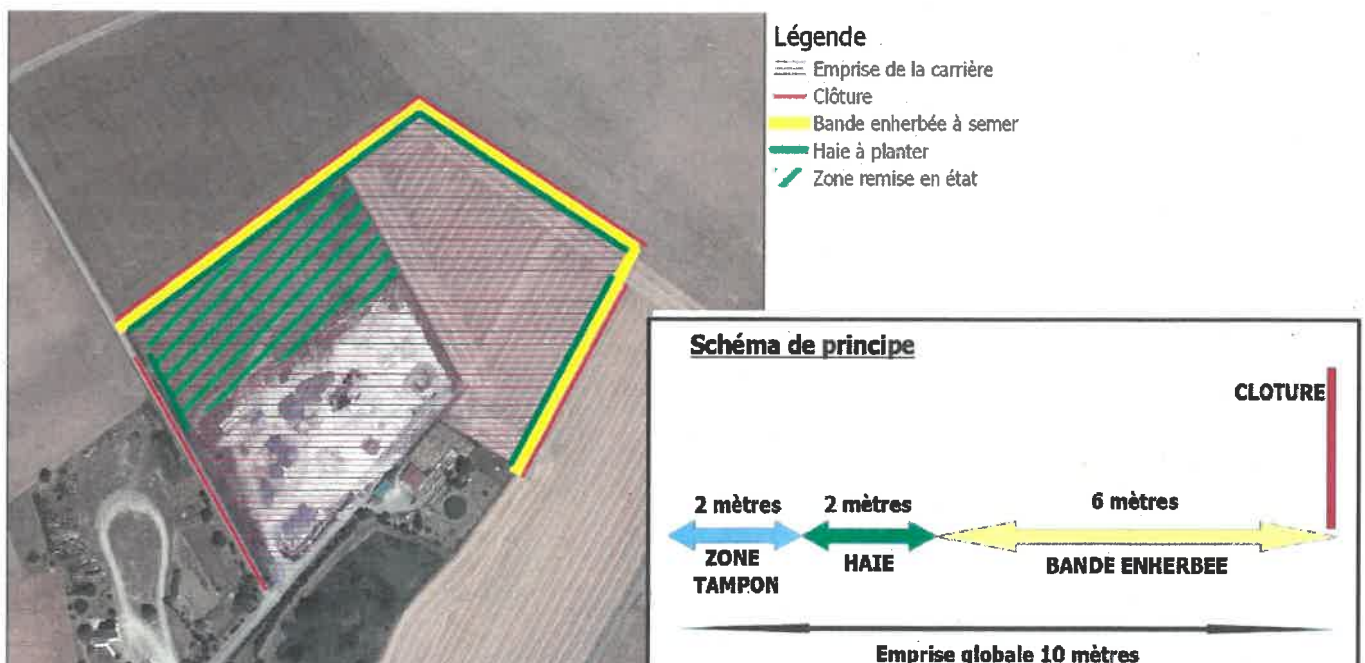 Légende
Emprise de la carrière
Clôture
Bande enherbée à semer
Haie à planter
Zone remise en état
Schéma de principe
CLOTURE
2 mètres 2 mètres 6 mètres
ZONE TAMPON HAIE BANDE ENHERBEE
Emprise globale 10 mètres